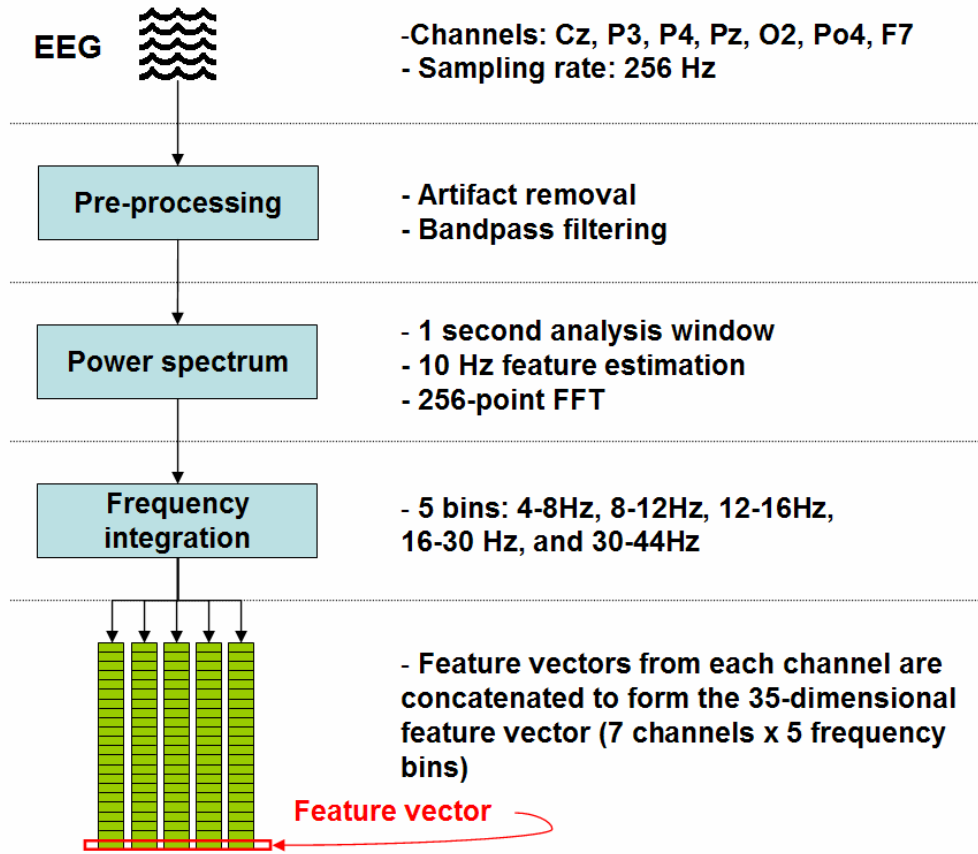 EEG
-Channels: Cz, P3, P4, Pz, O2, Po4, F7
- Sampling rate: 256 Hz
Pre-processing
- Artifact removal
- Bandpass filtering
Power spectrum
- 1 second analysis window
- 10 Hz feature estimation
- 256-point FFT
Frequency
integration
- 5 bins: 4-8Hz, 8-12Hz, 12-16Hz,
16-30 Hz, and 30-44Hz
- Feature vectors from each channel are
concatenated to form the 35-dimensional
feature vector (7 channels x 5 frequency
bins)
Feature vector